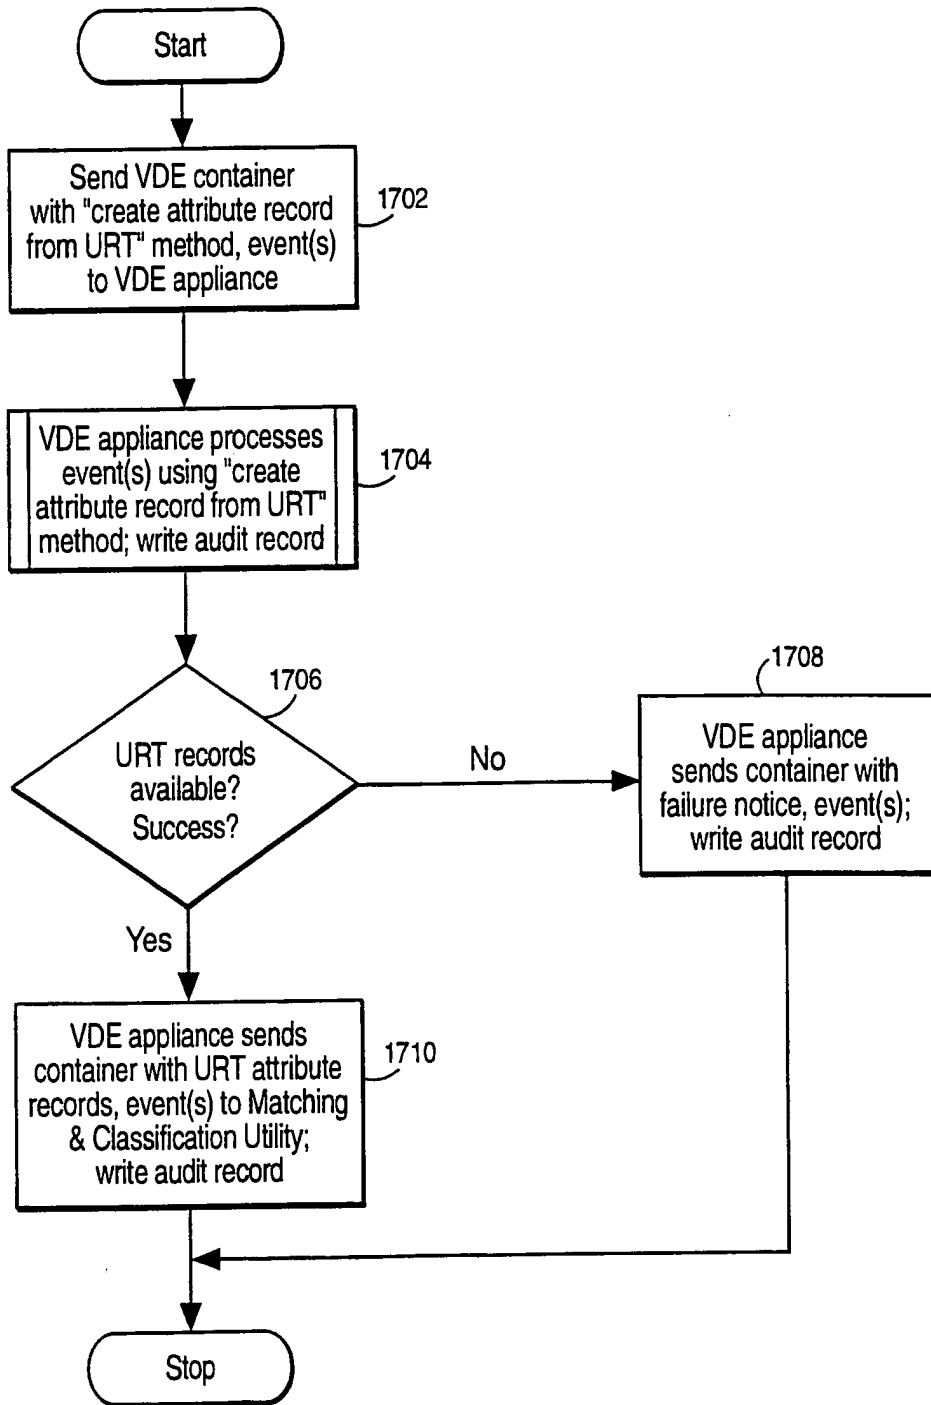 Start
Send VDE container
with "create attribute record
from URT" method, event(s)
to VDE appliance
1702
VDE appliance processes
event(s) using "create
attribute record from URT"
method; write audit record
1704
1706
URT records
available?
Success?
No
1708
VDE appliance
sends container with
failure notice, event(s);
write audit record
Yes
VDE appliance sends
container with URT attribute
records, event(s) to Matching
& Classification Utility;
write audit record
1710
Stop